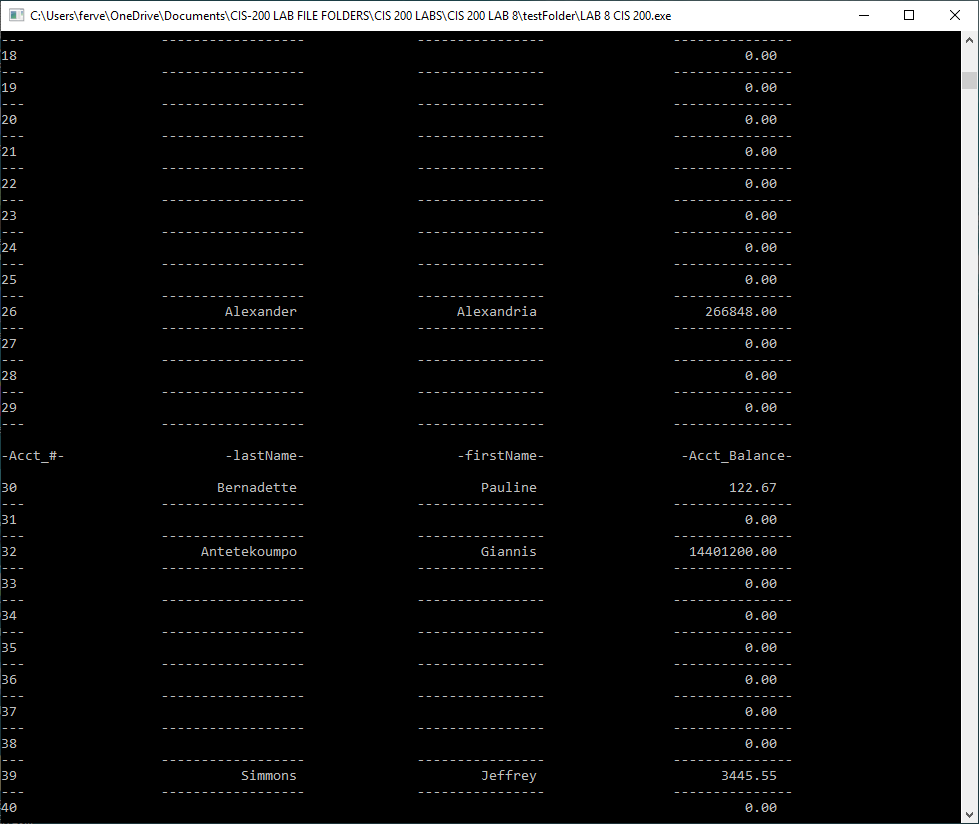 C:\Users\ferve\OneDrive\Documents\CIS-200 LAB FILE FOLDERS\CIS 200 LABS\CIS 200 LAB 8\testFolder\LAB 8 CIS 200.exe
--- ------------------ ---------------- ---------------
18 0.00
--- ------------------ ---------------- ---------------
19 0.00
--- ------------------ ---------------- ---------------
20 0.00
--- ------------------ ---------------- ---------------
21 0.00
--- ------------------ ---------------- ---------------
22 0.00
--- ------------------ ---------------- ---------------
23 0.00
--- ------------------ ---------------- ---------------
24 0.00
--- ------------------ ---------------- ---------------
25 0.00
--- ------------------ ---------------- ---------------
26 Alexander Alexandria 266848.00
--- ------------------ ---------------- ---------------
27 0.00
--- ------------------ ---------------- ---------------
28 0.00
--- ------------------ ---------------- ---------------
29 0.00
--- ------------------ ---------------- ---------------
-Acct_#- -lastName- -firstName- -Acct_Balance-
30 Bernadette Pauline 122.67
--- ------------------ ---------------- ---------------
31 0.00
--- ------------------ ---------------- ---------------
32 Antetekoumpo Giannis 14401200.00
--- ------------------ ---------------- ---------------
33 0.00
--- ------------------ ---------------- ---------------
34 0.00
--- ------------------ ---------------- ---------------
35 0.00
--- ------------------ ---------------- ---------------
36 0.00
--- ------------------ ---------------- ---------------
37 0.00
--- ------------------ ---------------- ---------------
38 0.00
--- ------------------ ---------------- ---------------
39 Simmons Jeffrey 3445.55
--- ------------------ ---------------- ---------------
40 0.00